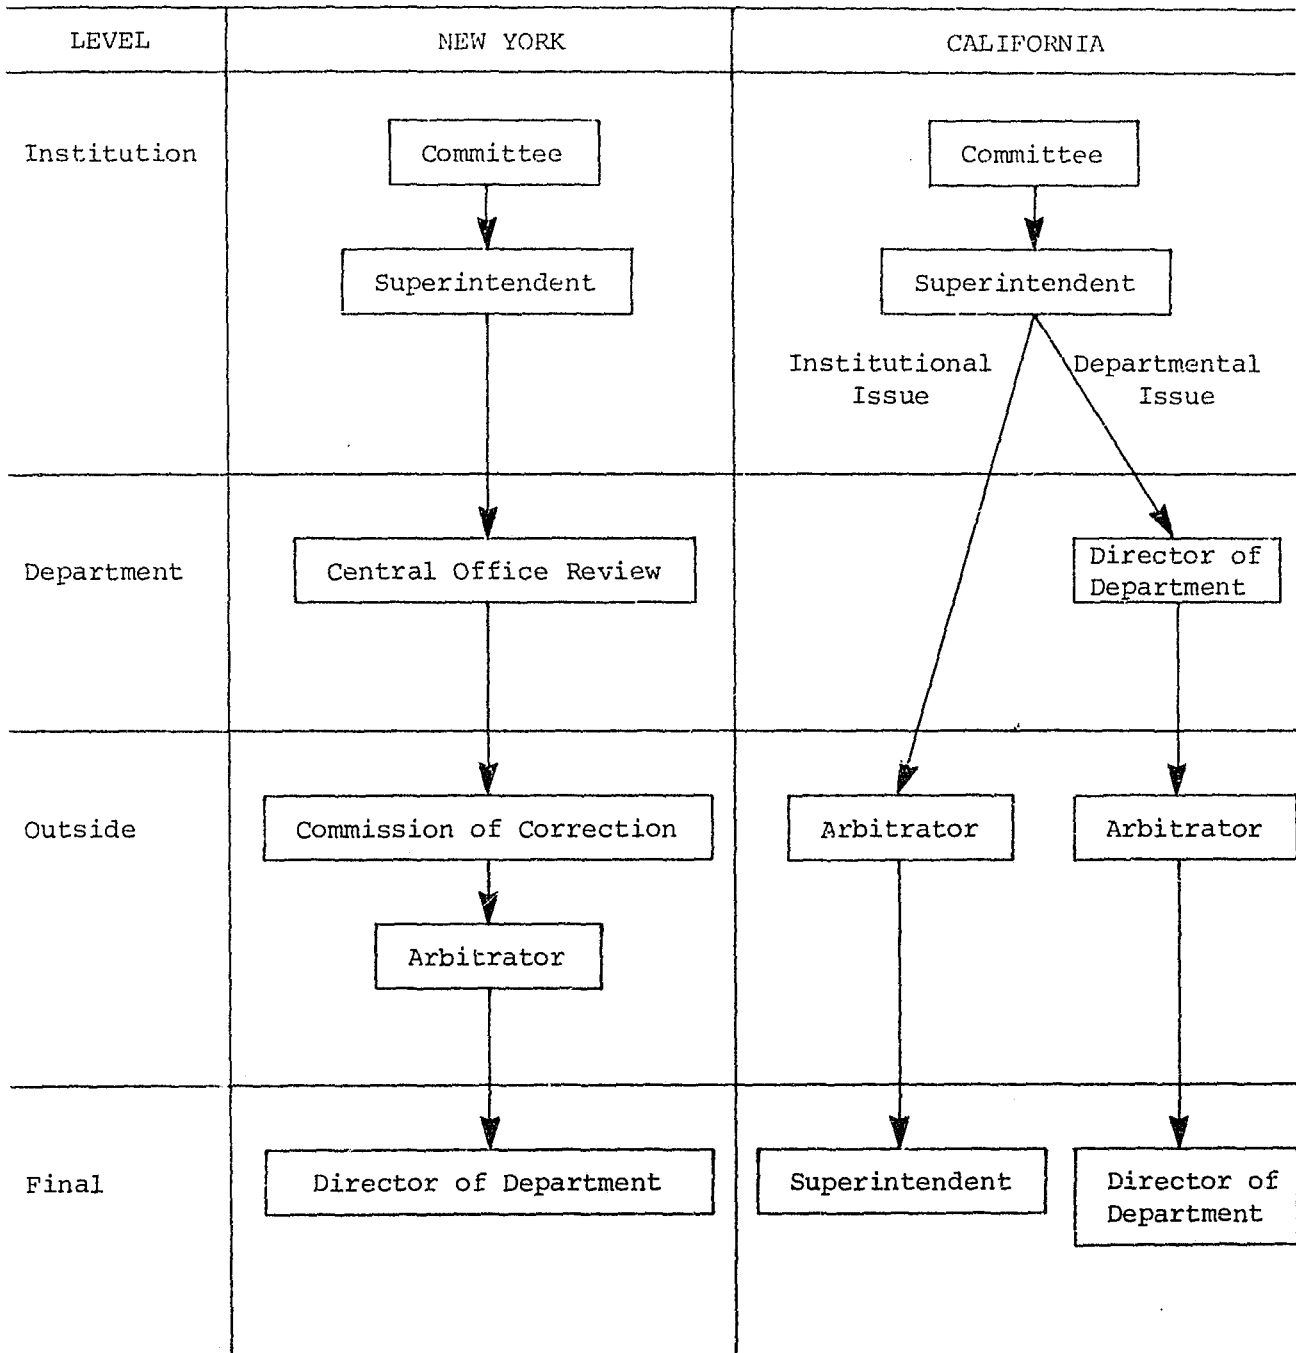 LEVEL NEW YORK CALIFORNIA
Institution Committee Committee
Superintendent Superintendent
Institutional Departmental
Issue Issue
Department Central Office Review Director of
Department
Outside Commission of Correction Arbitrator Arbitrator
Arbitrator
Final Director of Department Superintendent Director of
Department